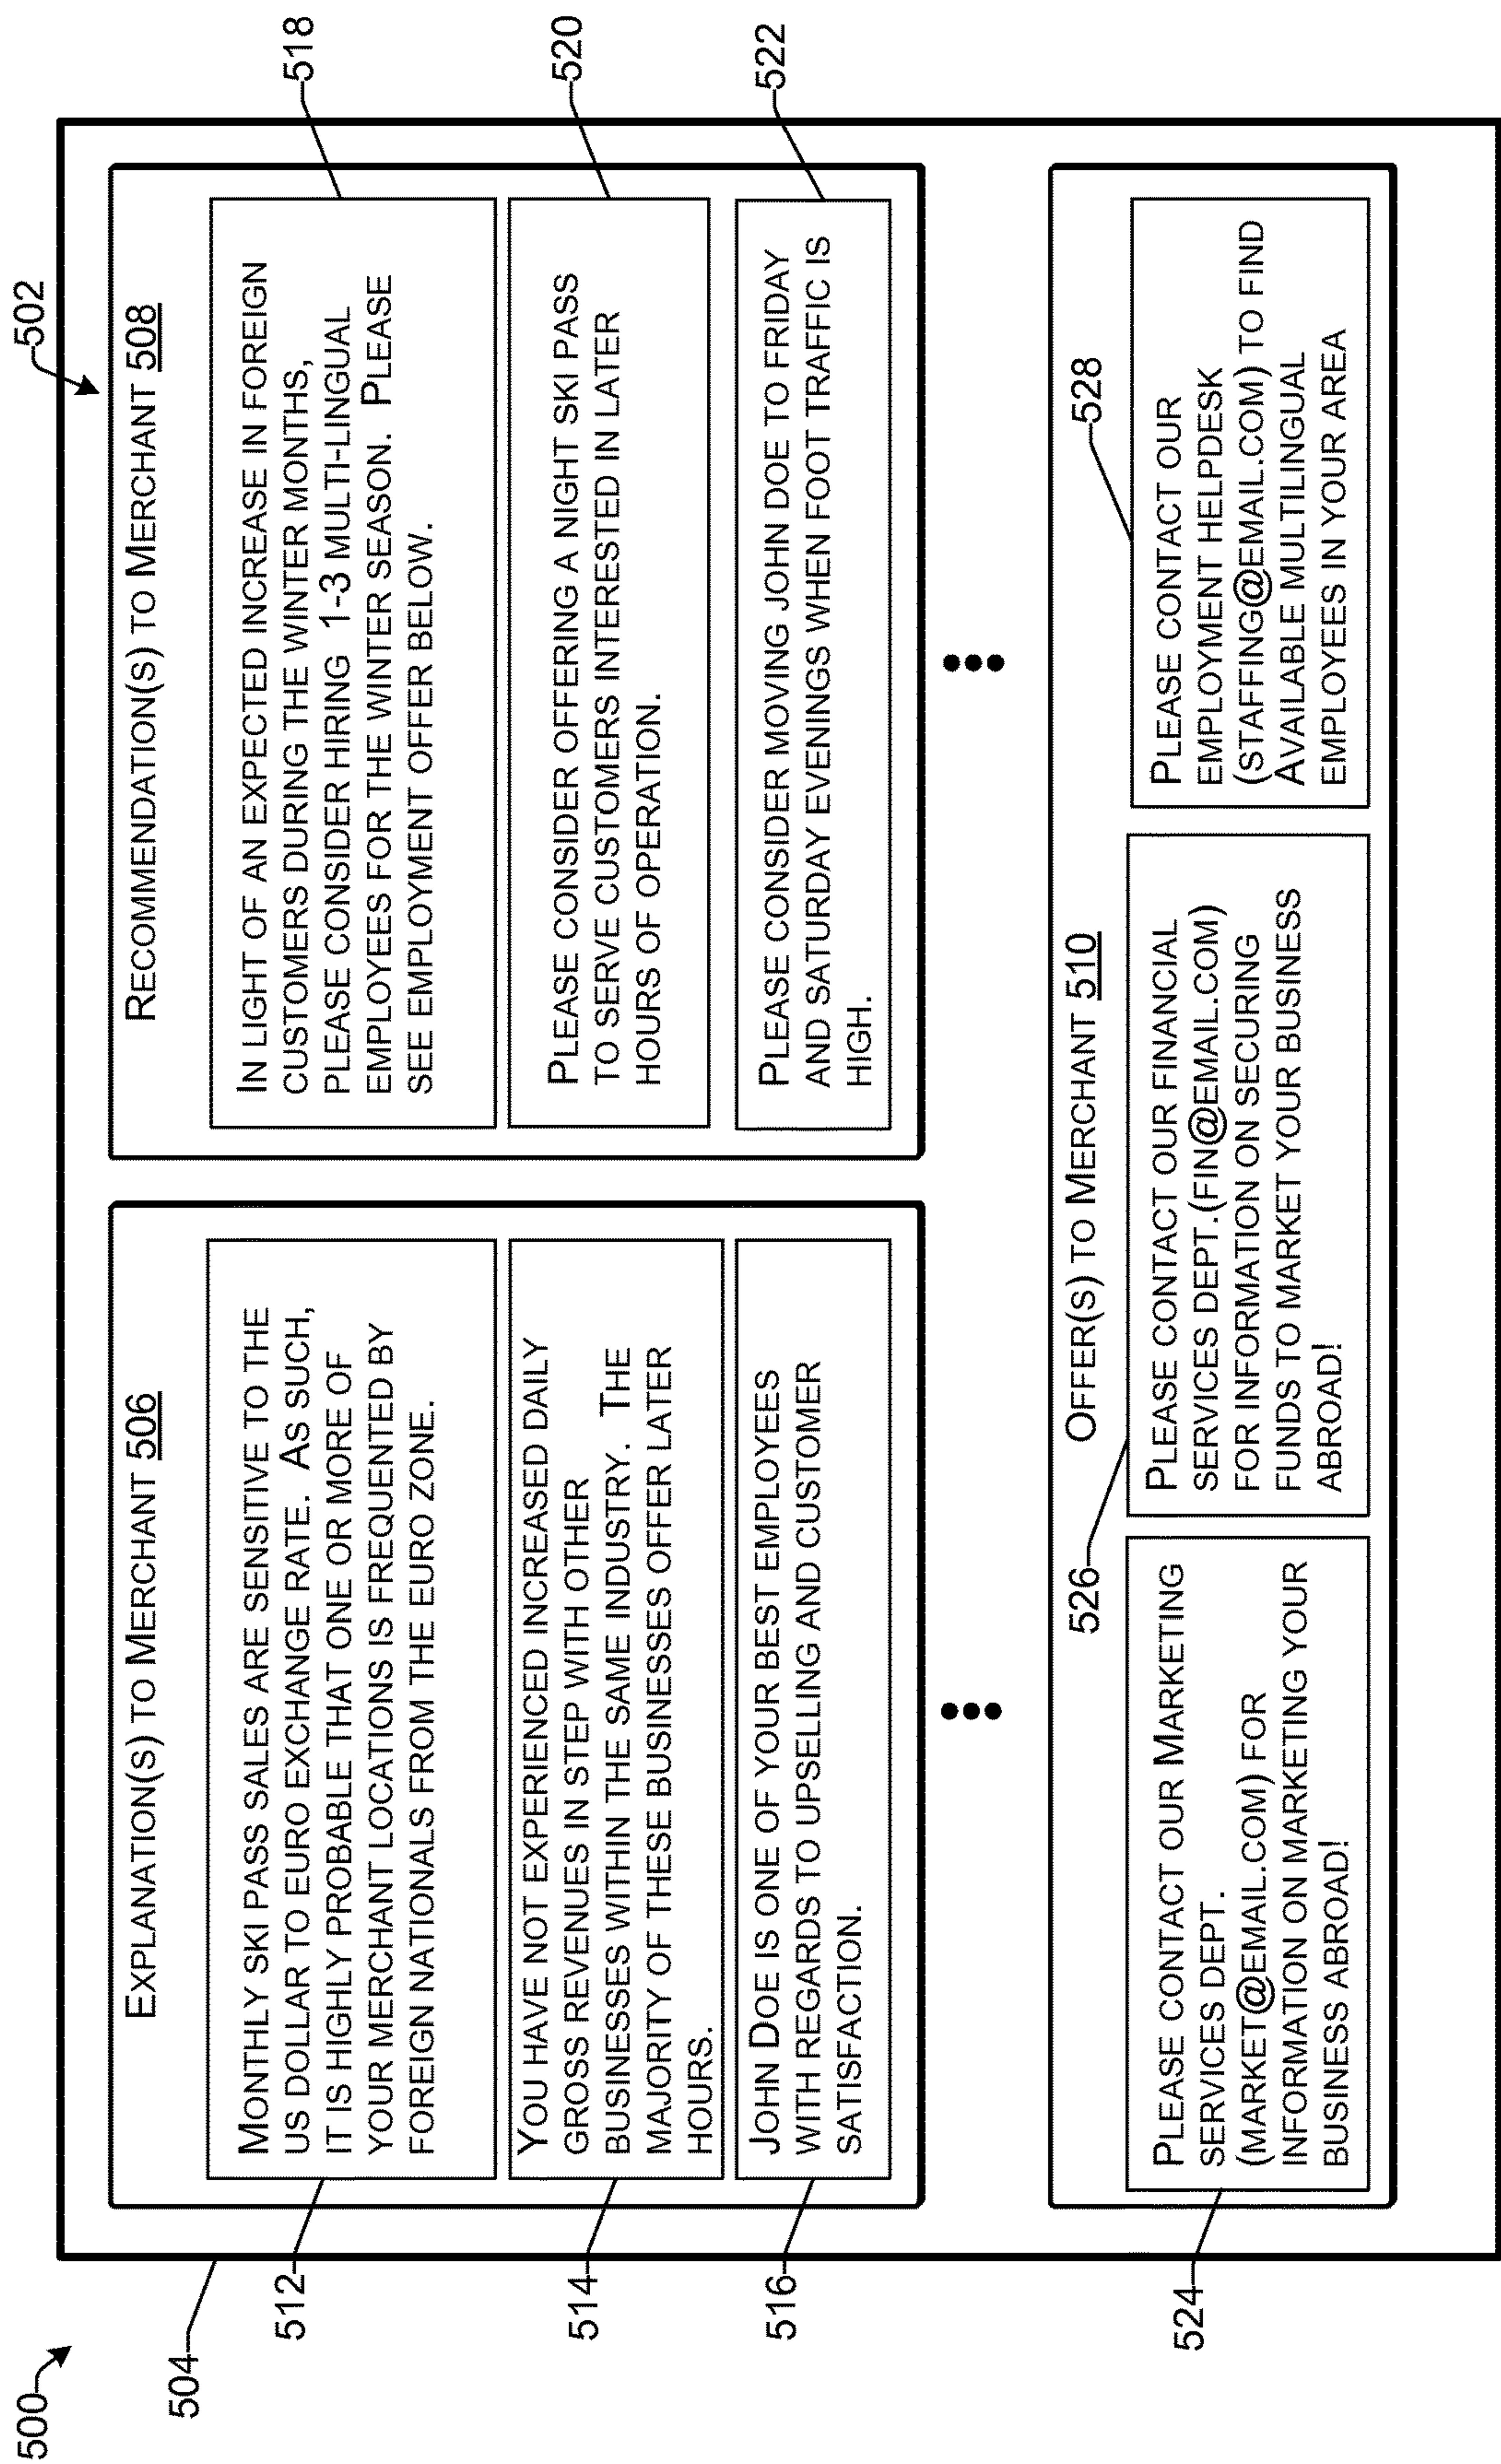 500
502
504
EXPLANATION(S) TO MERCHANT 506
512
MONTHLY SKI PASS SALES ARE SENSITIVE TO THE
US DOLLAR TO EURO EXCHANGE RATE. AS SUCH,
IT IS HIGHLY PROBABLE THAT ONE OR MORE OF
YOUR MERCHANT LOCATIONS IS FREQUENTED BY
FOREIGN NATIONALS FROM THE EURO ZONE.
514
YOU HAVE NOT EXPERIENCED INCREASED DAILY
GROSS REVENUES IN STEP WITH OTHER
BUSINESSES WITHIN THE SAME INDUSTRY. THE
MAJORITY OF THESE BUSINESSES OFFER LATER
HOURS.
516
JOHN DOE IS ONE OF YOUR BEST EMPLOYEES
WITH REGARDS TO UPSELLING AND CUSTOMER
SATISFACTION.
RECOMMENDATION(S) TO MERCHANT 508
518
IN LIGHT OF AN EXPECTED INCREASE IN FOREIGN
CUSTOMERS DURING THE WINTER MONTHS,
PLEASE CONSIDER HIRING 1-3 MULTI-LINGUAL
EMPLOYEES FOR THE WINTER SEASON. PLEASE
SEE EMPLOYMENT OFFER BELOW.
520
PLEASE CONSIDER OFFERING A NIGHT SKI PASS
TO SERVE CUSTOMERS INTERESTED IN LATER
HOURS OF OPERATION.
522
PLEASE CONSIDER MOVING JOHN DOE TO FRIDAY
AND SATURDAY EVENINGS WHEN FOOT TRAFFIC IS
HIGH.
OFFER(S) TO MERCHANT 510
524
PLEASE CONTACT OUR MARKETING
SERVICES DEPT.
(MARKET@EMAIL.COM) FOR
INFORMATION ON MARKETING YOUR
BUSINESS ABROAD!
526
PLEASE CONTACT OUR FINANCIAL
SERVICES DEPT.(FIN@EMAIL.COM)
FOR INFORMATION ON SECURING
FUNDS TO MARKET YOUR BUSINESS
ABROAD!
528
PLEASE CONTACT OUR
EMPLOYMENT HELPDESK
(STAFFING@EMAIL.COM) TO FIND
AVAILABLE MULTILINGUAL
EMPLOYEES IN YOUR AREA